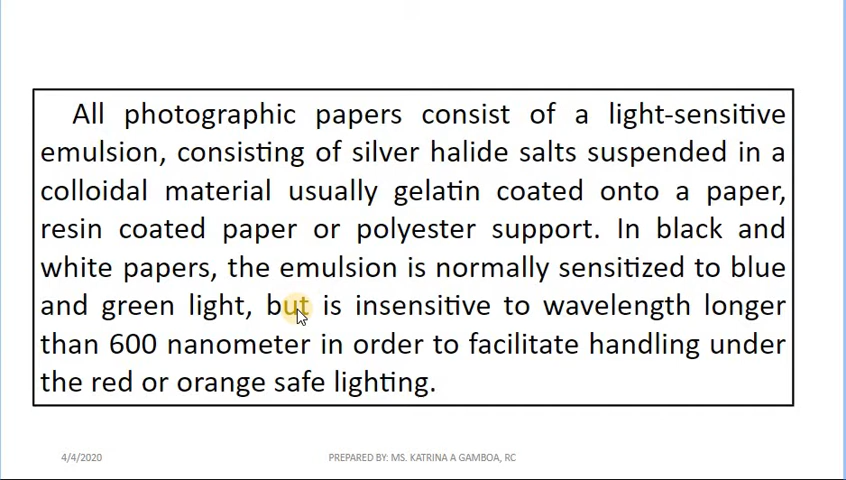 All photographic papers consist of a light-sensitive
emulsion, consisting of silver halide salts suspended in a
colloidal material usually gelatin coated onto a paper,
resin coated paper or polyester support. In black and
white papers, the emulsion is normally sensitized to blue
and green light, but is insensitive to wavelength longer
than 600 nanometer in order to facilitate handling under
the red or orange safe lighting.
4/4/2020
PREPARED BY: MS. KATRINA A GAMBOA, RC